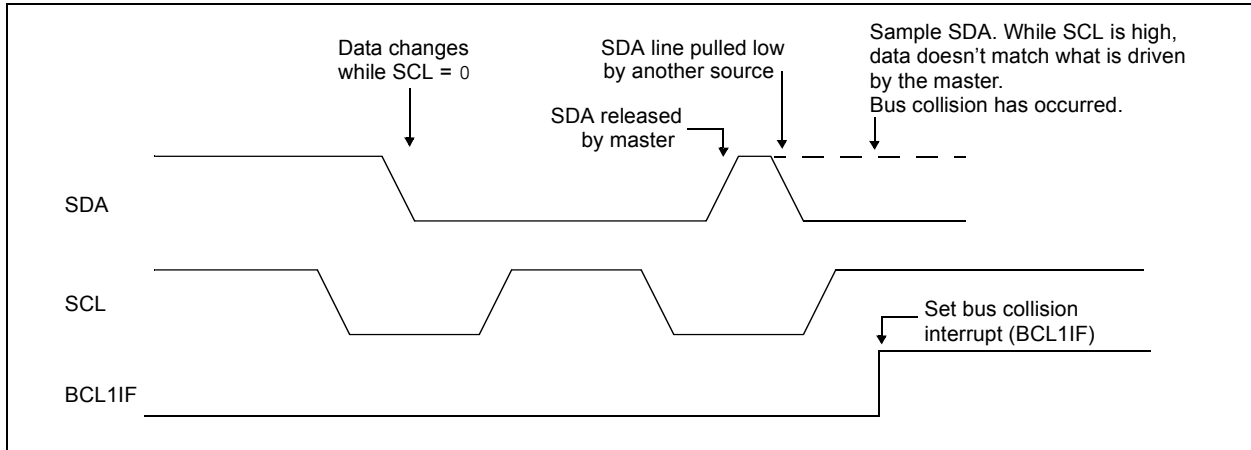 Data changes
while SCL = 0
SDA line pulled low
by another source
SDA released
by master
Sample SDA. While SCL is high,
data doesn’t match what is driven
by the master.
Bus collision has occurred.
SDA
SCL
Set bus collision
interrupt (BCL1IF)
BCL1IF